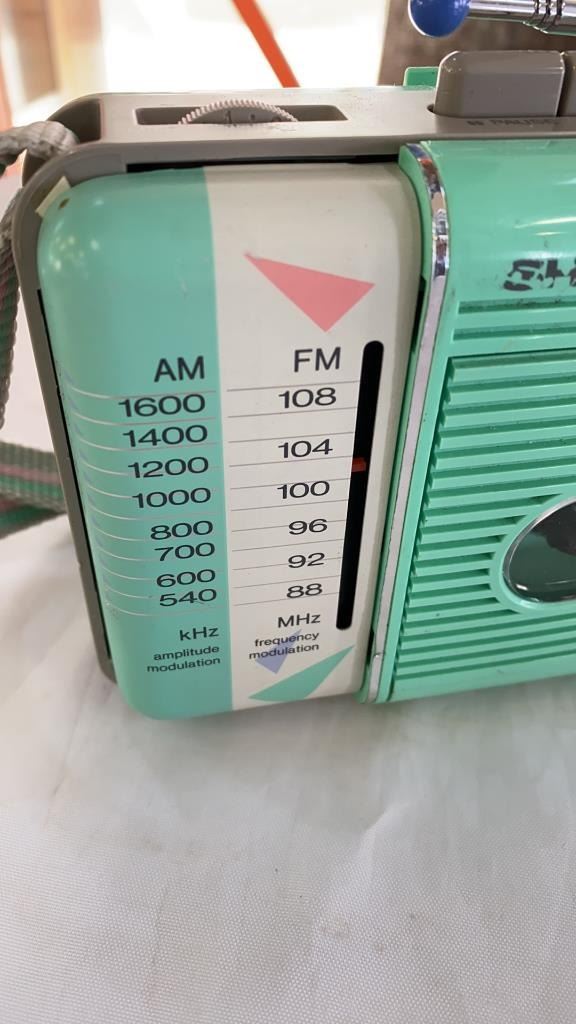 PAUSE
AM FM
1600 108
1400
104
1200
100
1000
96
800
700
92
600
88
540
MHz
kHz
frequency
modulation
amplitude
modulation